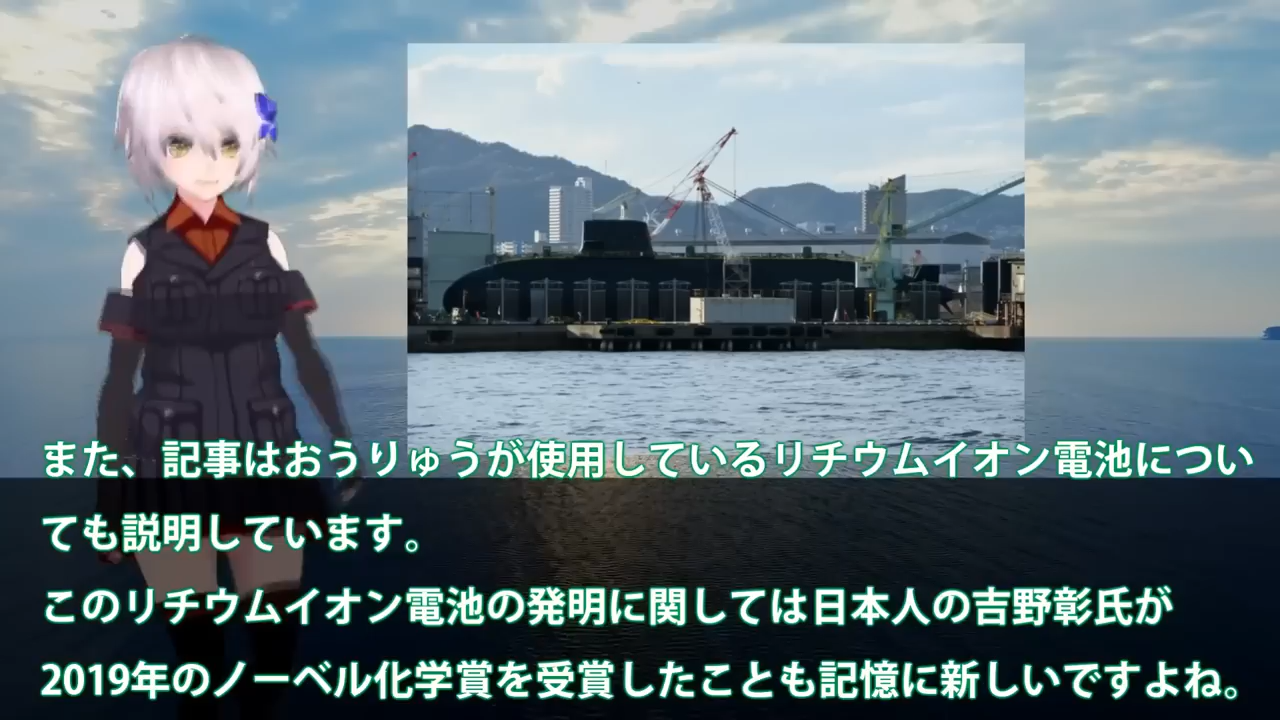 また、記事はおうりゅうが使用しているリチウムイオン電池につい
ても説明しています。
このリチウムイオン電池の発明に関しては日本人の吉野彰氏が
2019年のノーベル化学賞を受賞したことも記憶に新しいですよね。